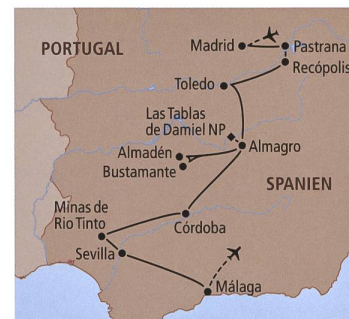 PORTUGAL
Madrid
Pastrana
Recópolis
Toledo
Las Tablas
de Damiel NP
Almagro
Almadén
Bustamante
SPANIEN
Minas de
Rio Tinto
Córdoba
Sevilla
Málaga